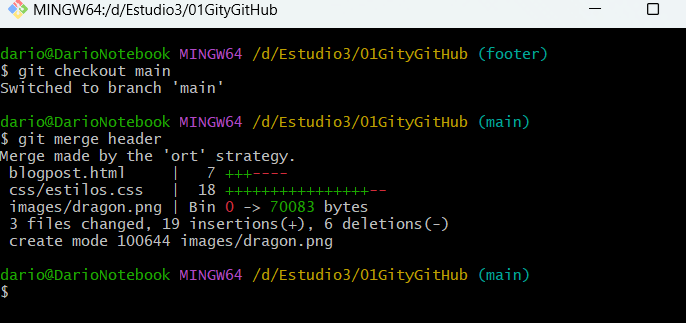 MINGW64:/d/Estudio3/01GityGitHub
dario@DarioNotebook MINGW64 /d/Estudio3/01GityGitHub (footer)
$ git checkout main
Switched to branch 'main'
dario@DarioNotebook MINGW64 /d/Estudio3/01GityGitHub (main)
$ git merge header
Merge made by the 'ort' strategy.
 blogpost.html     |   7 +++----
 css/estilos.css   |  18 ++++++++++++++++--
 images/dragon.png | Bin 0 -> 70083 bytes
 3 files changed, 19 insertions(+), 6 deletions(-)
 create mode 100644 images/dragon.png
dario@DarioNotebook MINGW64 /d/Estudio3/01GityGitHub (main)
$